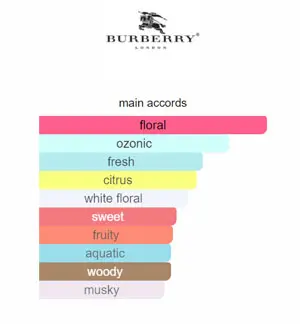 BURBERRY®
LONDON
main accords
floral
ozonic
fresh
citrus
white floral
sweet
fruity
aquatic
woody
musky